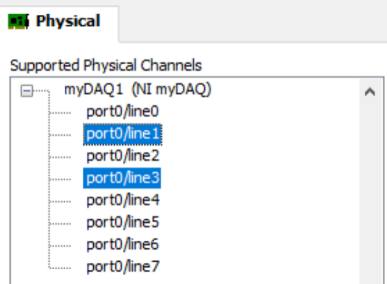 Physical
Supported Physical Channels
myDAQ1 (NI myDAQ)
port0/line0
port0/line1
port0/line2
port0/line3
port0/line4
port0/line5
port0/line6
port0/line7